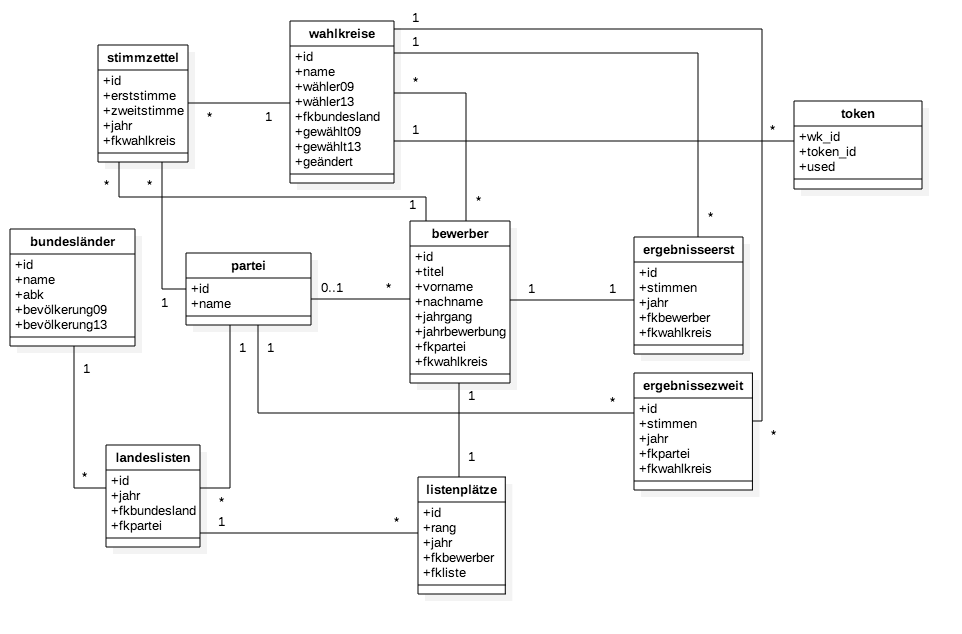 stimmzettel
+id
+erststimme
+zweitstimme
+jahr
+fkwahlkreis
wahlkreise
+id
+name
+wähler09
+wähler13
+fkbundesland
+gewählt09
+gewählt13
+geändert
token
+wk_id
+token_id
+used
bundesländer
+id
+name
+abk
+bevölkerung09
+bevölkerung13
partei
+id
+name
bewerber
+id
+titel
+vorname
+nachname
+jahrgang
+jahrbewerbung
+fkpartei
+fkwahlkreis
ergebnisseerst
+id
+stimmen
+jahr
+fkbewerber
+fkwahlkreis
ergebnissezweit
+id
+stimmen
+jahr
+fkpartei
+fkwahlkreis
landeslisten
+id
+jahr
+fkbundesland
+fkpartei
listenplätze
+id
+rang
+jahr
+fkbewerber
+fkliste
1
1
*
1
*
*
1
*
*
1
*
*
1
0..1
*
1
1
1
1
1
1
*
*
1
*
*
1
*
1